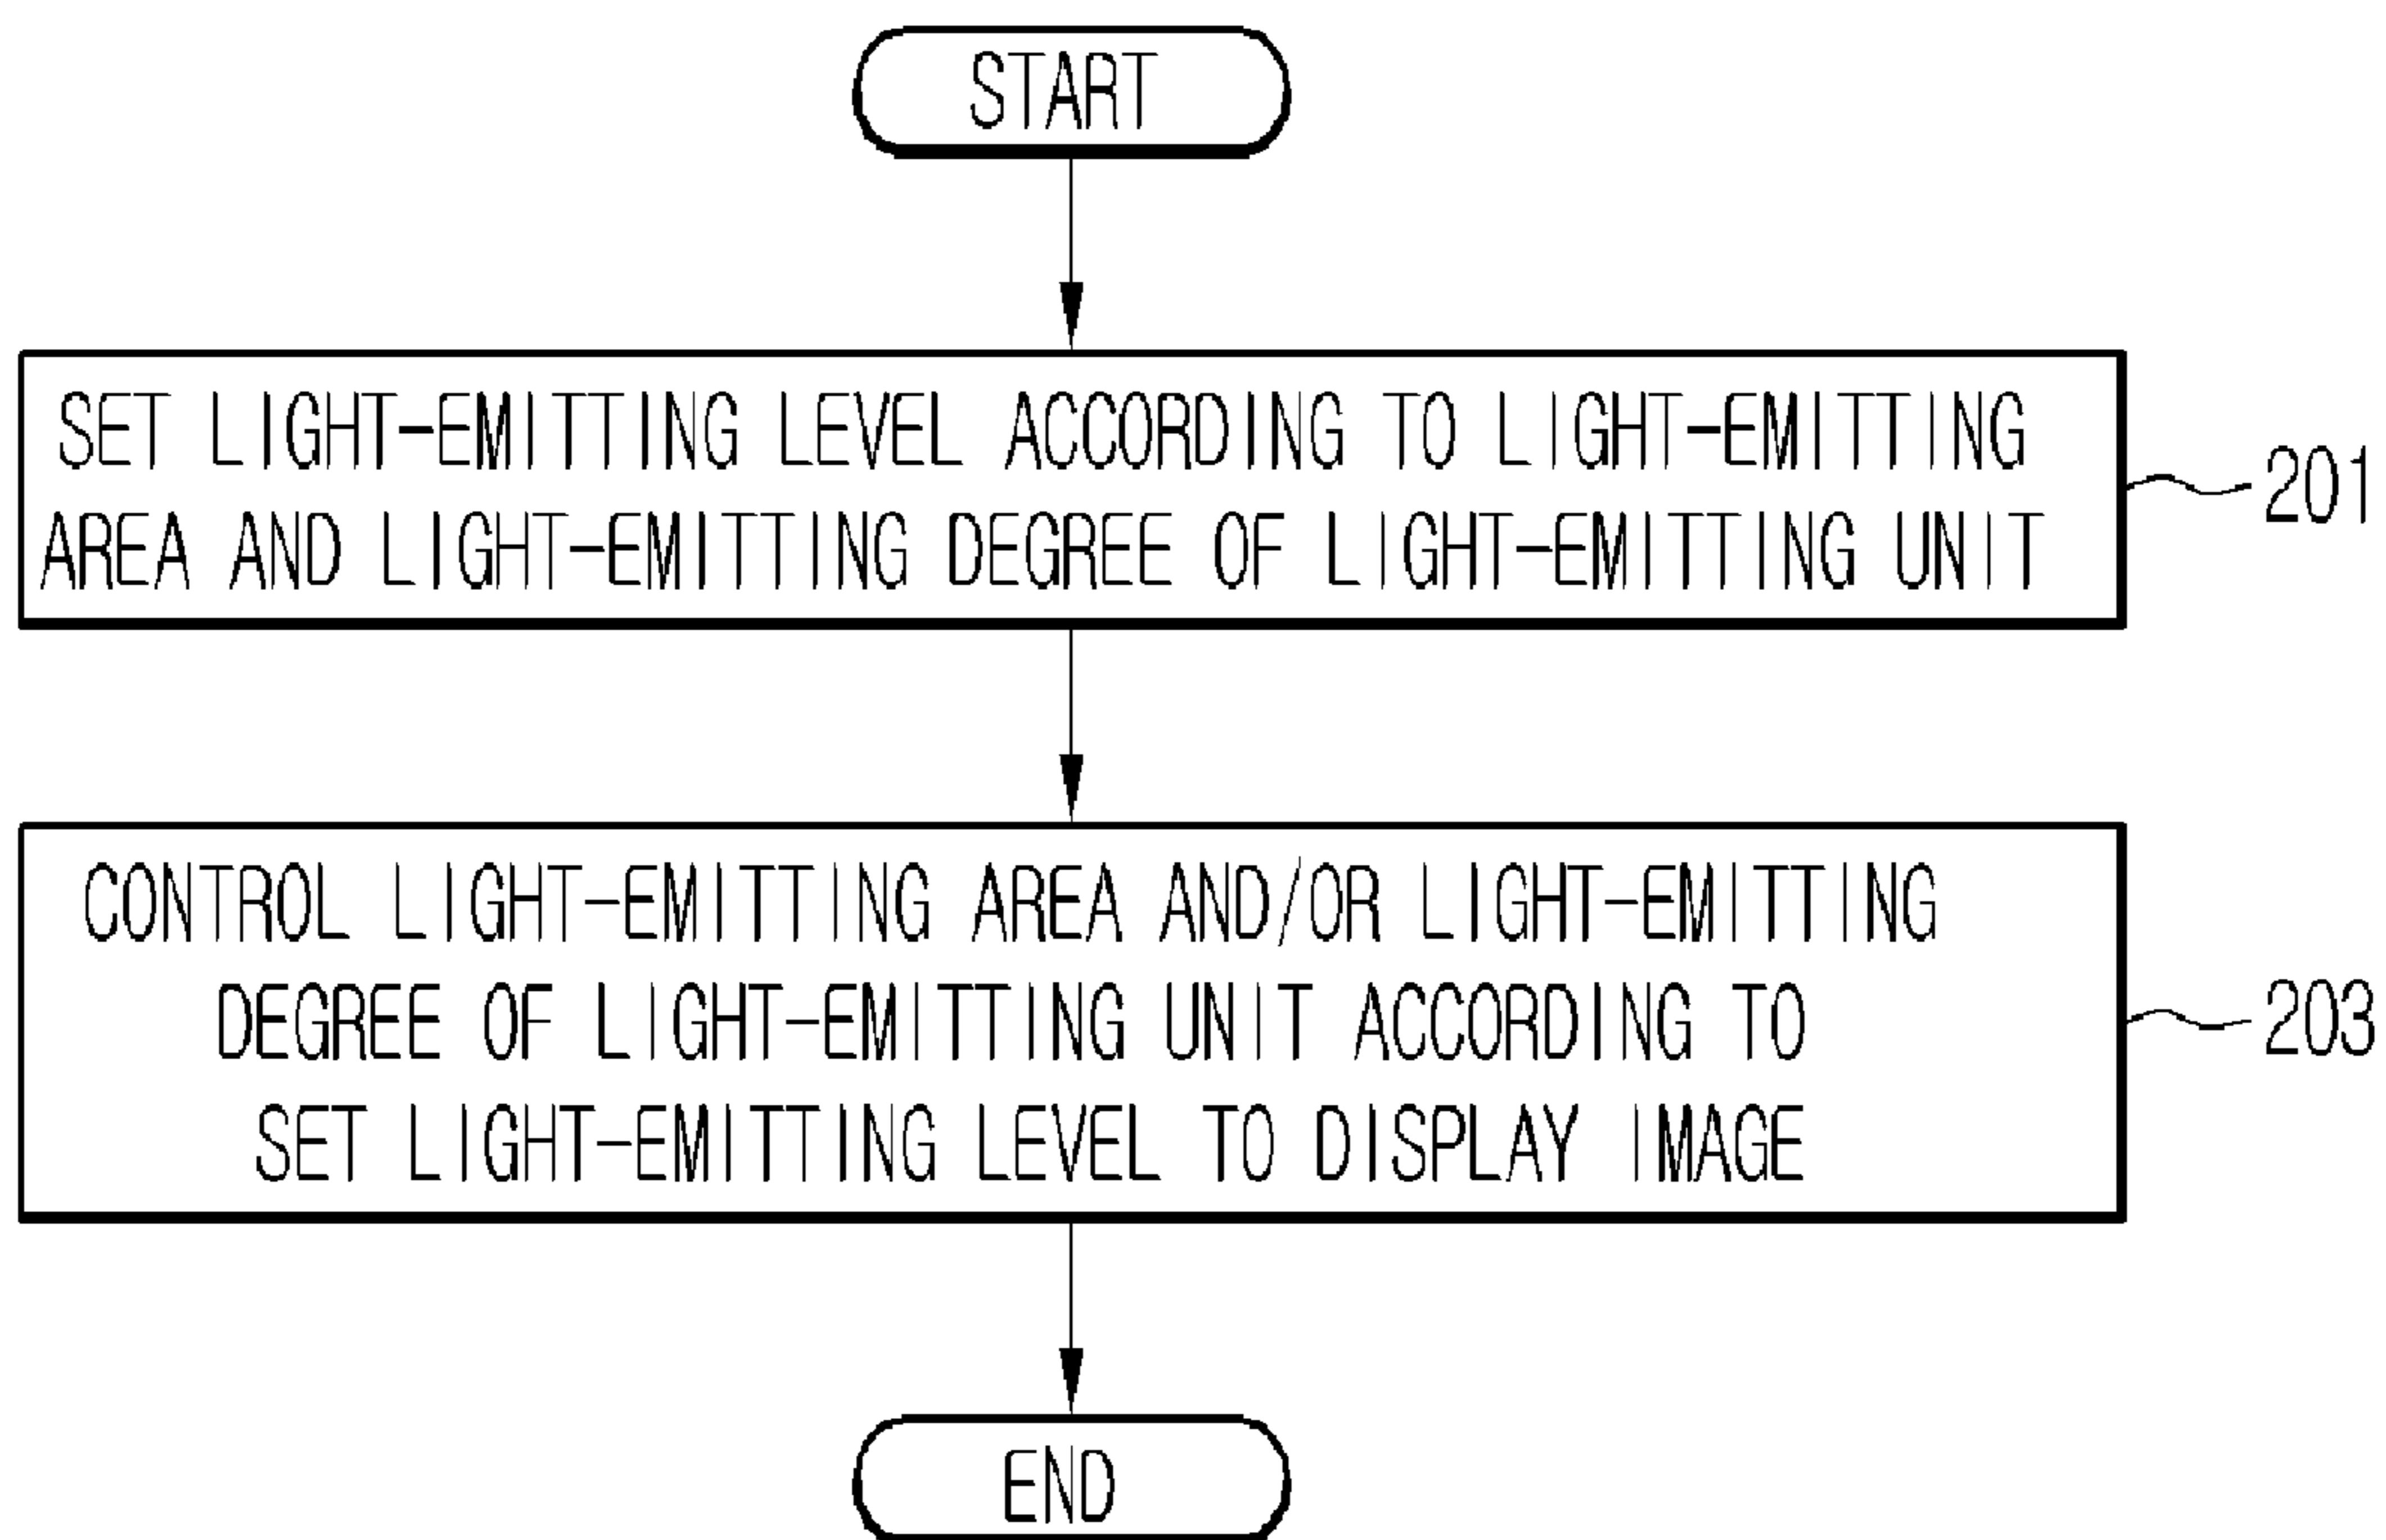 START
SET LIGHT-EMITTING LEVEL ACCORDING TO LIGHT-EMITTING
AREA AND LIGHT-EMITTING DEGREE OF LIGHT-EMITTING UNIT
201
CONTROL LIGHT-EMITTING AREA AND/OR LIGHT-EMITTING
DEGREE OF LIGHT-EMITTING UNIT ACCORDING TO
SET LIGHT-EMITTING LEVEL TO DISPLAY IMAGE
203
END